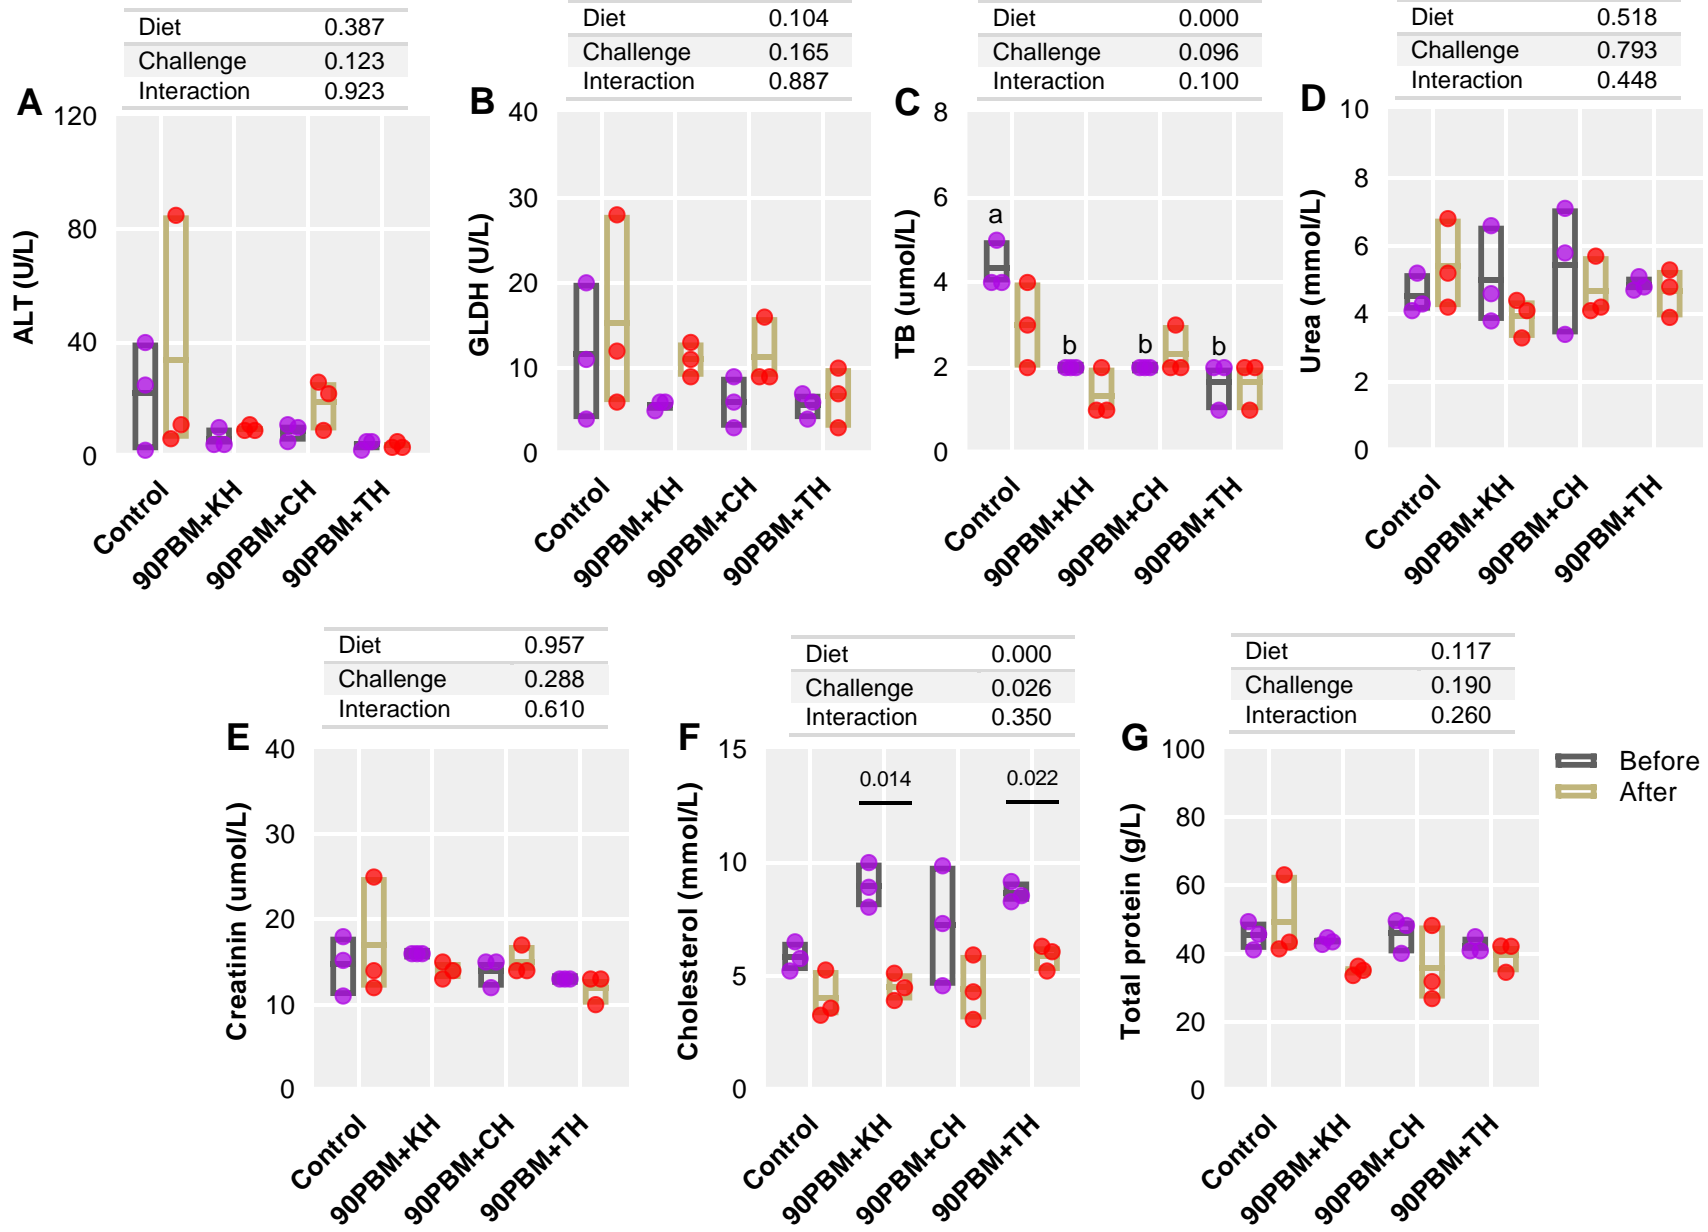 Diet 0.387
Challenge 0.123
Interaction 0.923
A
120
80
40
0
ALT (U/L)
Control
90PBM+KH
90PBM+CH
90PBM+TH
Diet 0.104
Challenge 0.165
Interaction 0.887
B
40
30
20
10
0
GLDH (U/L)
Control
90PBM+KH
90PBM+CH
90PBM+TH
Diet 0.000
Challenge 0.096
Interaction 0.100
C
8
6
4
2
0
TB (umol/L)
a
b
b
b
Control
90PBM+KH
90PBM+CH
90PBM+TH
Diet 0.518
Challenge 0.793
Interaction 0.448
D
10
8
6
4
2
0
Urea (mmol/L)
Control
90PBM+KH
90PBM+CH
90PBM+TH
Diet 0.957
Challenge 0.288
Interaction 0.610
E
40
30
20
10
0
Creatinin (umol/L)
Control
90PBM+KH
90PBM+CH
90PBM+TH
Diet 0.000
Challenge 0.026
Interaction 0.350
F
15
10
5
0
Cholesterol (mmol/L)
0.014
0.022
Control
90PBM+KH
90PBM+CH
90PBM+TH
Diet 0.117
Challenge 0.190
Interaction 0.260
G
100
80
60
40
20
0
Total protein (g/L)
Control
90PBM+KH
90PBM+CH
90PBM+TH
Before
After